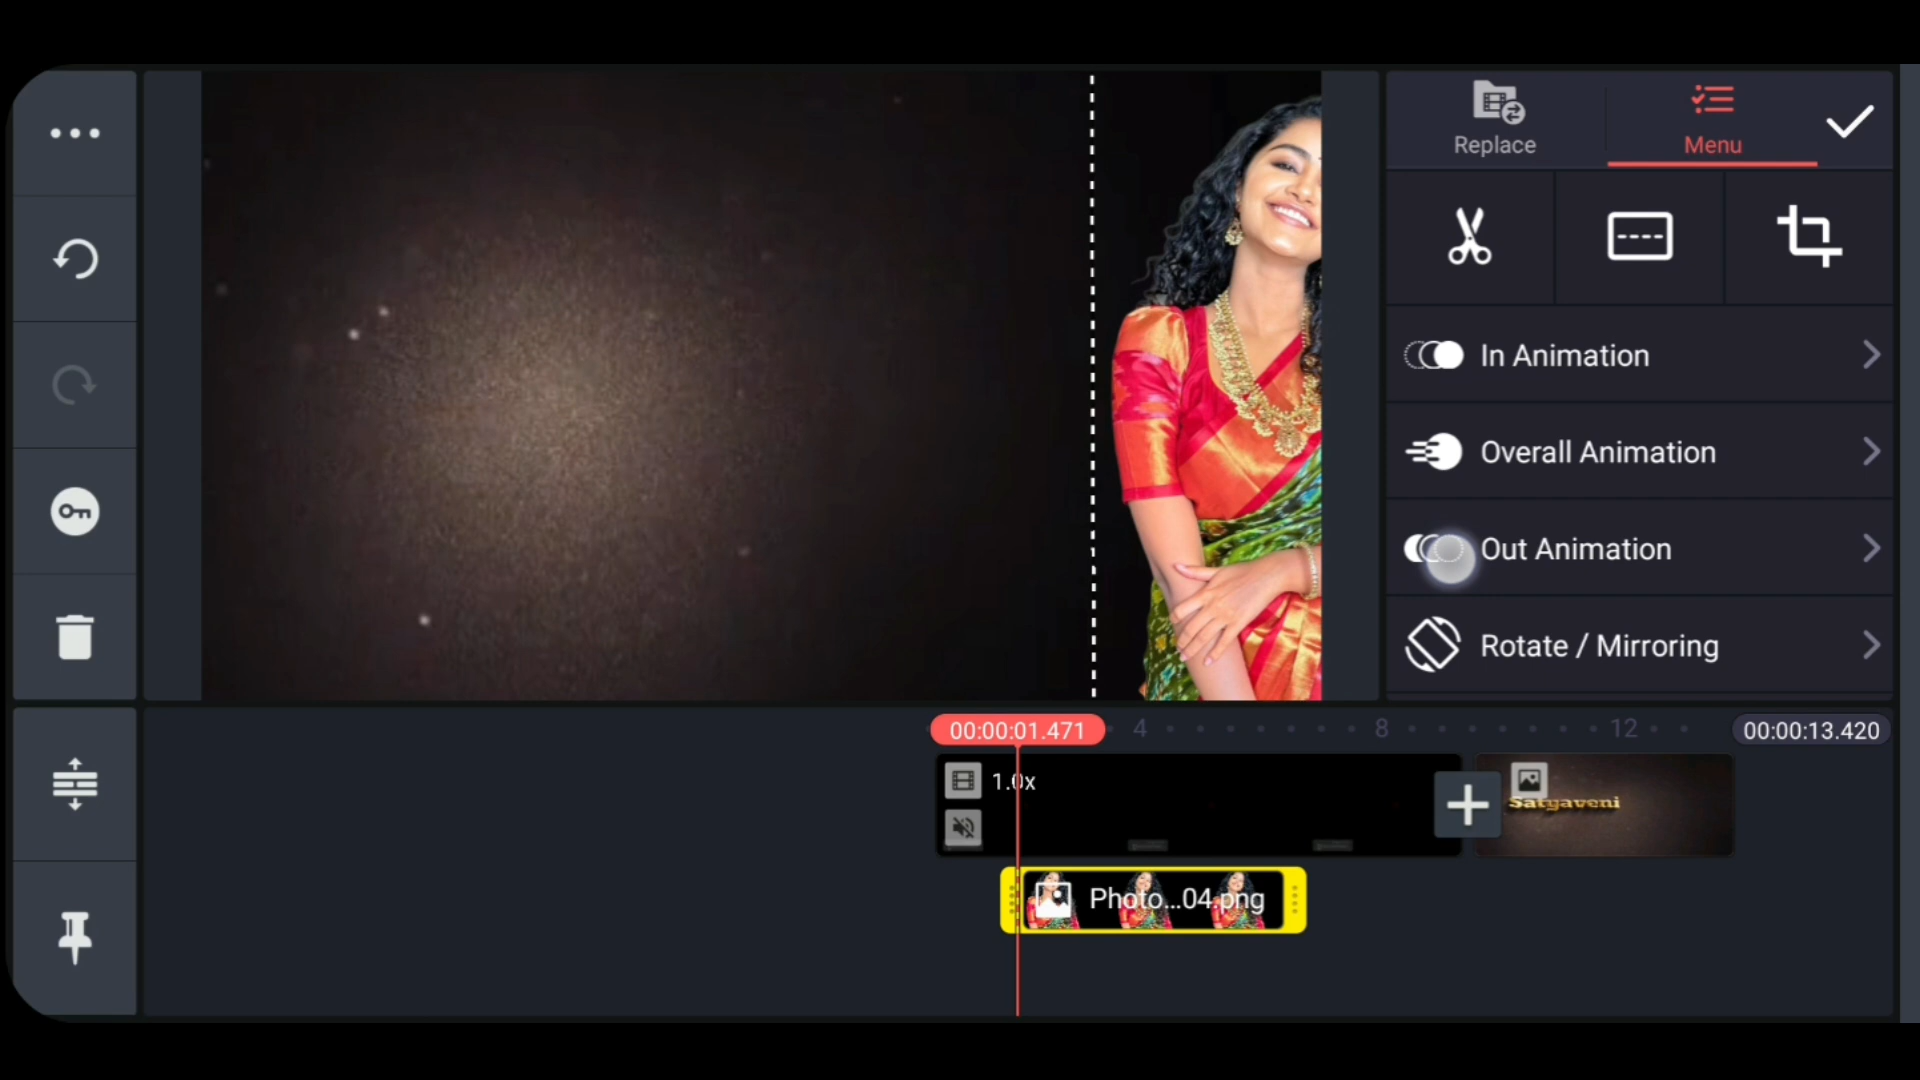 Replace
Menu
In Animation
Overall Animation
Out Animation
Rotate / Mirroring
00:00:01.471
4
8
12
00:00:13.420
1.0x
Satyaveni
Photo...04.png